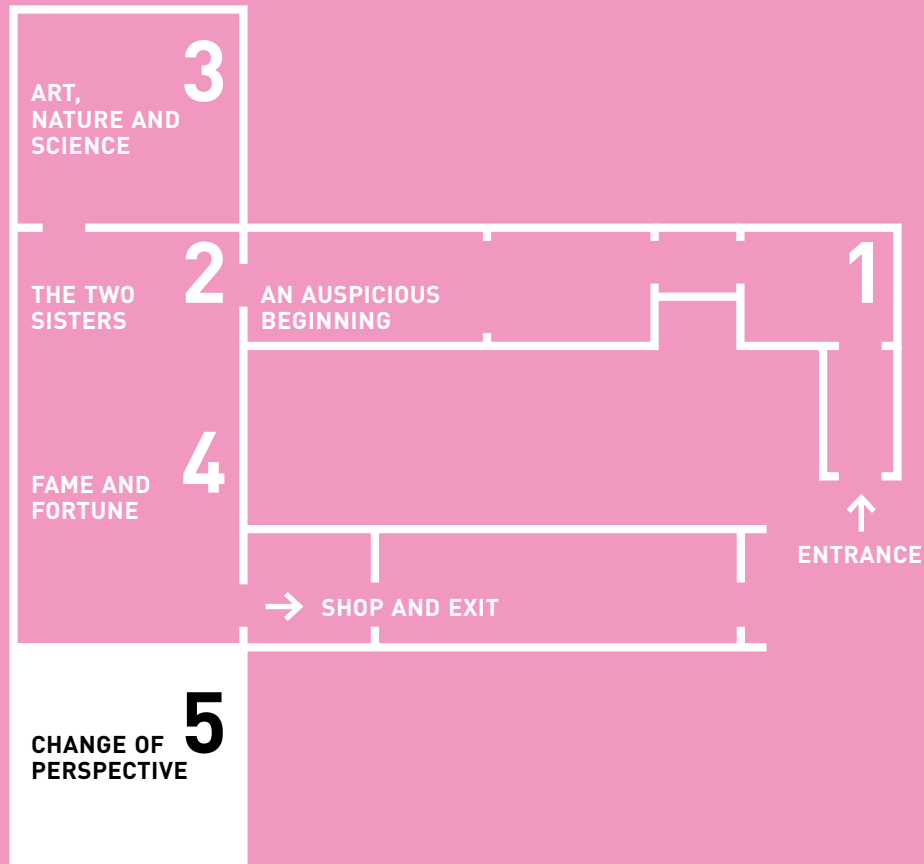 3
ART,
NATURE AND
SCIENCE
2
THE TWO
SISTERS
AN AUSPICIOUS
BEGINNING
1
4
FAME AND
FORTUNE
ENTRANCE
SHOP AND EXIT
5
CHANGE OF
PERSPECTIVE